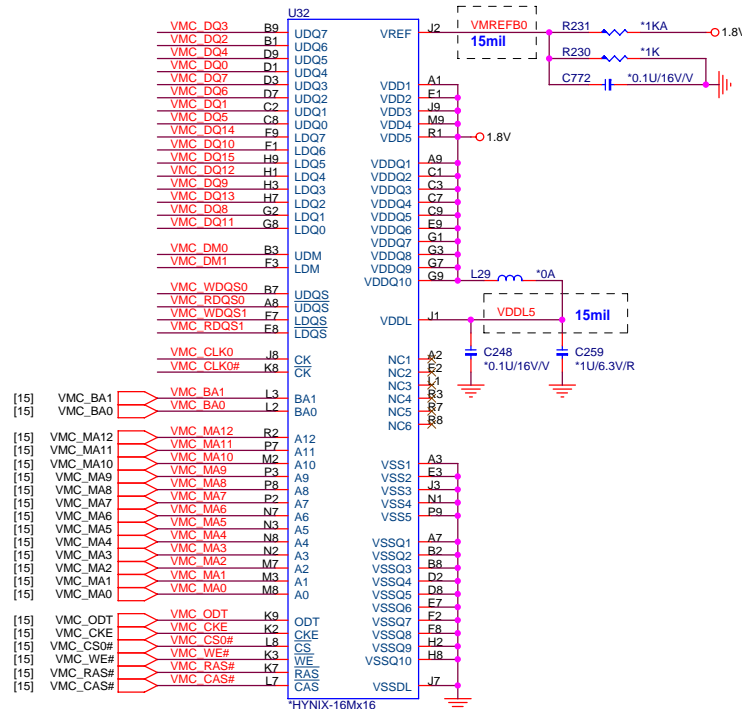 U32
VMC_DQ3 B9 UDQ7 VREF J2 VMREFB0 R231 *1KA 1.8V
VMC_DQ2 B1 UDQ6 15mil
VMC_DQ4 D9 UDQ5 R230 *1K
VMC_DQ0 D1 UDQ4
VMC_DQ7 D3 UDQ3 VDD1 A1 C772 *0.1U/16V/V
VMC_DQ6 D7 UDQ2 VDD2 E1
VMC_DQ1 C2 UDQ1 VDD3 J9
VMC_DQ5 C8 UDQ0 VDD4 M9
VMC_DQ14 F9 LDQ7 VDD5 R1 1.8V
VMC_DQ10 F1 LDQ6
VMC_DQ15 H9 LDQ5 VDDQ1 A9
VMC_DQ12 H1 LDQ4 VDDQ2 C1
VMC_DQ9 H3 LDQ3 VDDQ3 C3
VMC_DQ13 H7 LDQ2 VDDQ4 C7
VMC_DQ8 G2 LDQ1 VDDQ5 C9
VMC_DQ11 G8 LDQ0 VDDQ6 E9
VDDQ7 G1
VMC_DM0 B3 UDM VDDQ8 G3
VMC_DM1 F3 LDM VDDQ9 G7
VDDQ10 G9 L29 *0A
VMC_WDQS0 B7 UDQS
VMC_RDQS0 A8 UDQS
VMC_WDQS1 F7 LDQS VDDL J1 VDDL5 15mil
VMC_RDQS1 E8 LDQS
VMC_CLK0 J8 CK NC1 A2 C248 C259
VMC_CLK0# K8 CK NC2 E2 *0.1U/16V/V *1U/6.3V/R
NC3 L1
[15] VMC_BA1 VMC_BA1 L3 BA1 NC4 R3
[15] VMC_BA0 VMC_BA0 L2 BA0 NC5 R7
NC6 R8
[15] VMC_MA12 VMC_MA12 R2 A12
[15] VMC_MA11 VMC_MA11 P7 A11
[15] VMC_MA10 VMC_MA10 M2 A10 VSS1 A3
[15] VMC_MA9 VMC_MA9 P3 A9 VSS2 E3
[15] VMC_MA8 VMC_MA8 P8 A8 VSS3 J3
[15] VMC_MA7 VMC_MA7 P2 A7 VSS4 N1
[15] VMC_MA6 VMC_MA6 N7 A6 VSS5 P9
[15] VMC_MA5 VMC_MA5 N3 A5
[15] VMC_MA4 VMC_MA4 N8 A4 VSSQ1 A7
[15] VMC_MA3 VMC_MA3 N2 A3 VSSQ2 B2
[15] VMC_MA2 VMC_MA2 M7 A2 VSSQ3 B8
[15] VMC_MA1 VMC_MA1 M3 A1 VSSQ4 D2
[15] VMC_MA0 VMC_MA0 M8 A0 VSSQ5 D8
VSSQ6 E7
[15] VMC_ODT VMC_ODT K9 ODT VSSQ7 F2
[15] VMC_CKE VMC_CKE K2 CKE VSSQ8 F8
[15] VMC_CS0# VMC_CS0# L8 CS VSSQ9 H2
[15] VMC_WE# VMC_WE# K3 WE VSSQ10 H8
[15] VMC_RAS# VMC_RAS# K7 RAS
[15] VMC_CAS# VMC_CAS# L7 CAS VSSDL J7
*HYNIX-16Mx16